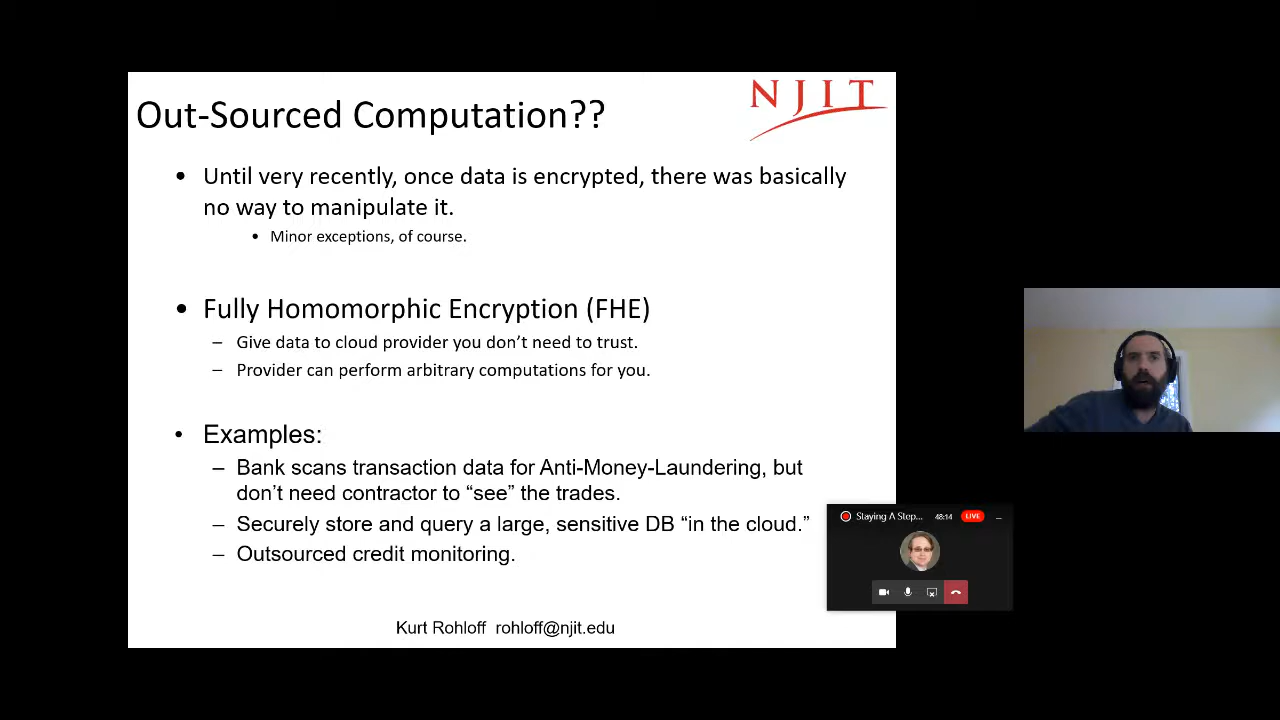 NJIT
Out-Sourced Computation??
• Until very recently, once data is encrypted, there was basically
no way to manipulate it.
• Minor exceptions, of course.
• Fully Homomorphic Encryption (FHE)
– Give data to cloud provider you don’t need to trust.
– Provider can perform arbitrary computations for you.
• Examples:
– Bank scans transaction data for Anti-Money-Laundering, but
don’t need contractor to “see” the trades.
– Securely store and query a large, sensitive DB “in the cloud.”
– Outsourced credit monitoring.
Kurt Rohloff rohloff@njit.edu
Staying A Step... 48:14 LIVE